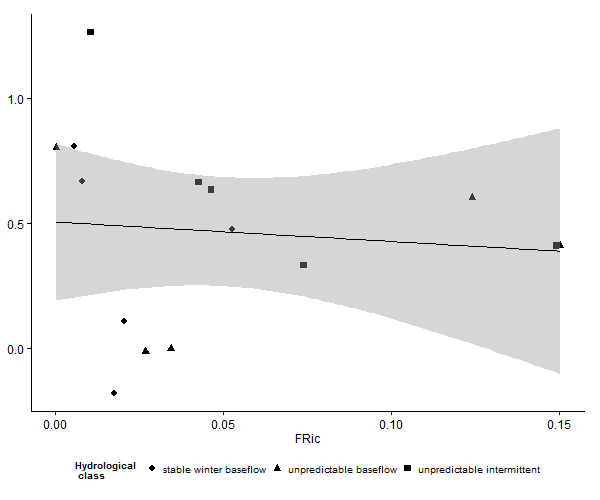 1.0
0.5
0.0
0.00 0.05 0.10 0.15
FRic
Hydrological
class
stable winter baseflow unpredictable baseflow unpredictable intermittent